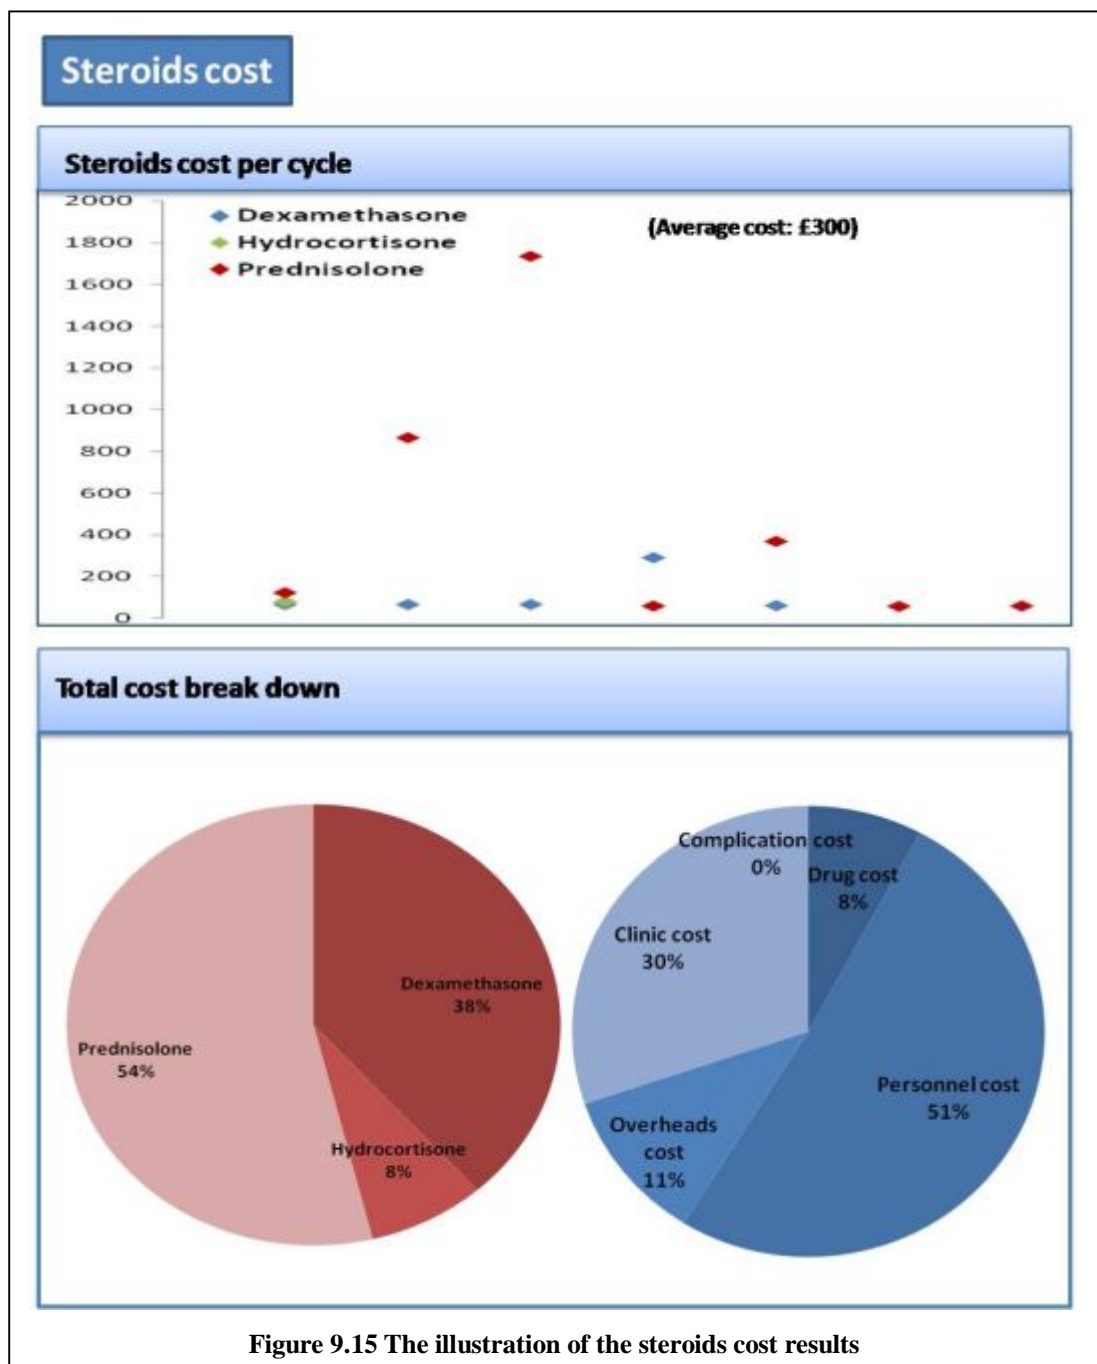 Steroids cost
Steroids cost per cycle
2000
1800
1600
1400
1200
1000
800
600
400
200
0
Dexamethasone
Hydrocortisone
Prednisolone
(Average cost: £300)
Total cost break down
Dexamethasone
38%
Hydrocortisone
8%
Prednisolone
54%
Complication cost
0%
Drug cost
8%
Clinic cost
30%
Personnel cost
51%
Overheads
cost
11%
Figure 9.15 The illustration of the steroids cost results